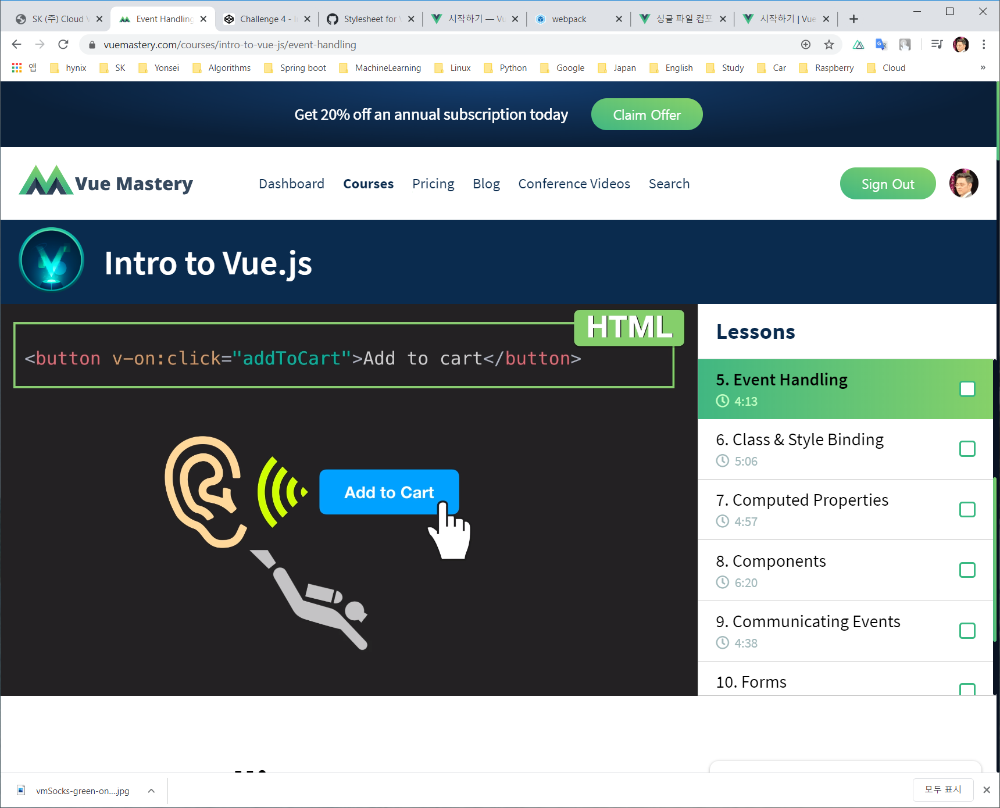 SK (주) Cloud
Event Handling
Challenge 4 - I
Stylesheet for
시작하기 — Vu
webpack
싱글 파일 컴포
시작하기 | Vue
vuemastery.com/courses/intro-to-vue-js/event-handling
앱 hynix SK Yonsei Algorithms Spring boot MachineLearning Linux Python Google Japan English Study Car Raspberry Cloud »
Get 20% off an annual subscription today
Claim Offer
Vue Mastery
Dashboard Courses Pricing Blog Conference Videos Search
Sign Out
Intro to Vue.js
HTML
<button v-on:click="addToCart">Add to cart</button>
Add to Cart
Lessons
5. Event Handling
4:13
6. Class & Style Binding
5:06
7. Computed Properties
4:57
8. Components
6:20
9. Communicating Events
4:38
10. Forms
vmSocks-green-on....jpg
모두 표시